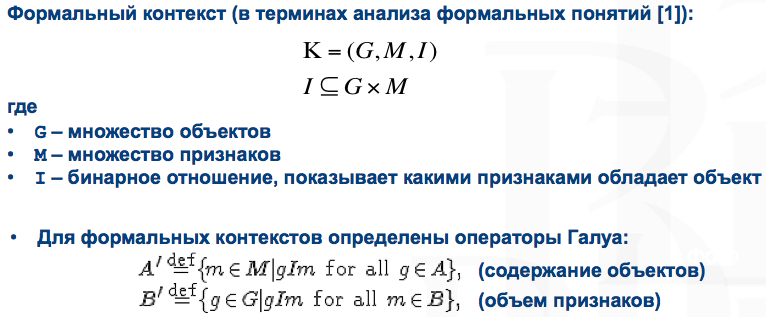 Формальный контекст (в терминах анализа формальных понятий [1]):
K = (G, M, I)
I ⊆ G × M
где
• G – множество объектов
• M – множество признаков
• I – бинарное отношение, показывает какими признаками обладает объект
• Для формальных контекстов определены операторы Галуа:
A′ ≝ {m ∈ M|gIm for all g ∈ A}, (содержание объектов)
B′ ≝ {g ∈ G|gIm for all m ∈ B}, (объем признаков)